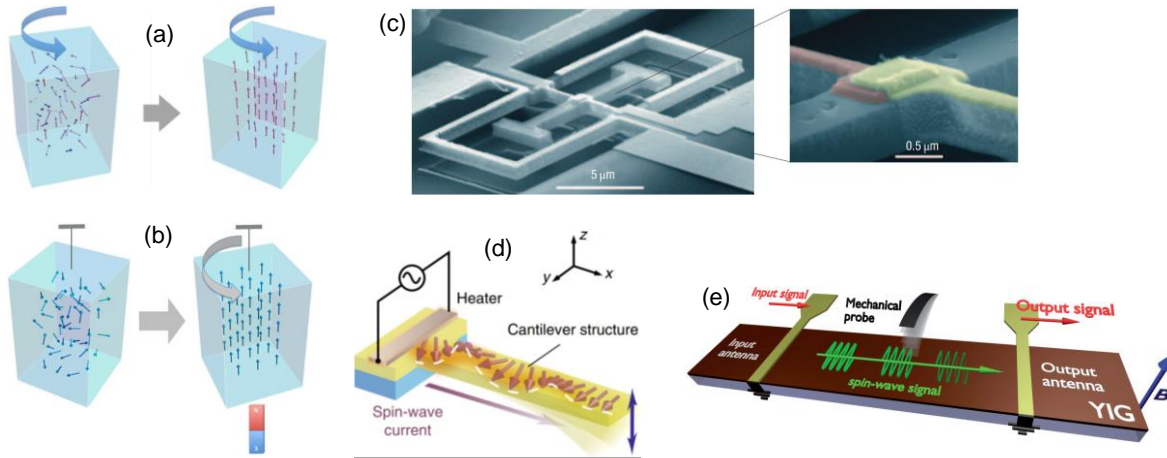 (a)
(b)
N
S
(c)
5 μm
0.5 μm
(d)
Heater
Cantilever structure
Spin-wave
current
z
y
x
(e)
Input signal
Mechanical
probe
Output signal
Input
antenna
spin-wave signal
Output
antenna
YIG
B